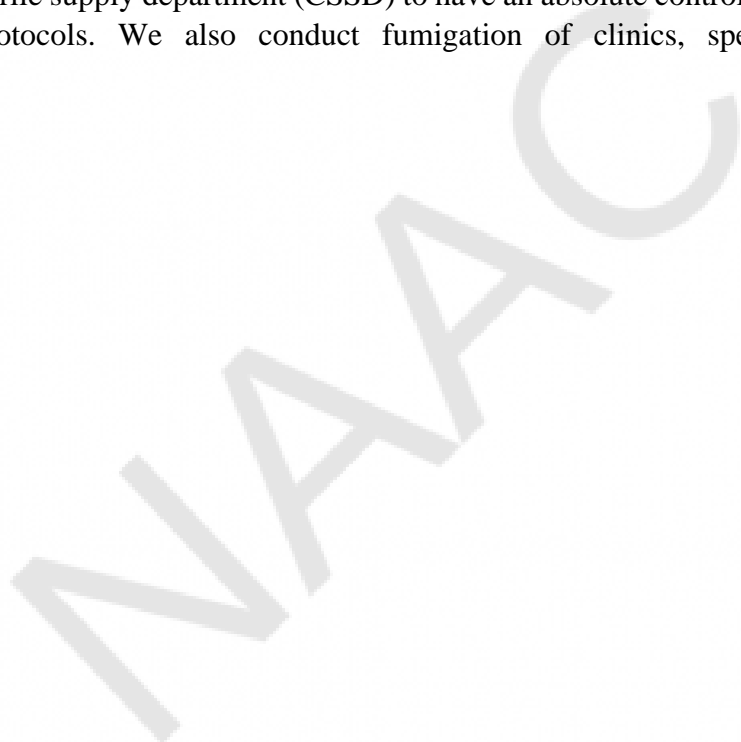 The supply department (CSSD) to have an absolute control
otocols. We also conduct fumigation of clinics, spe
NAAC